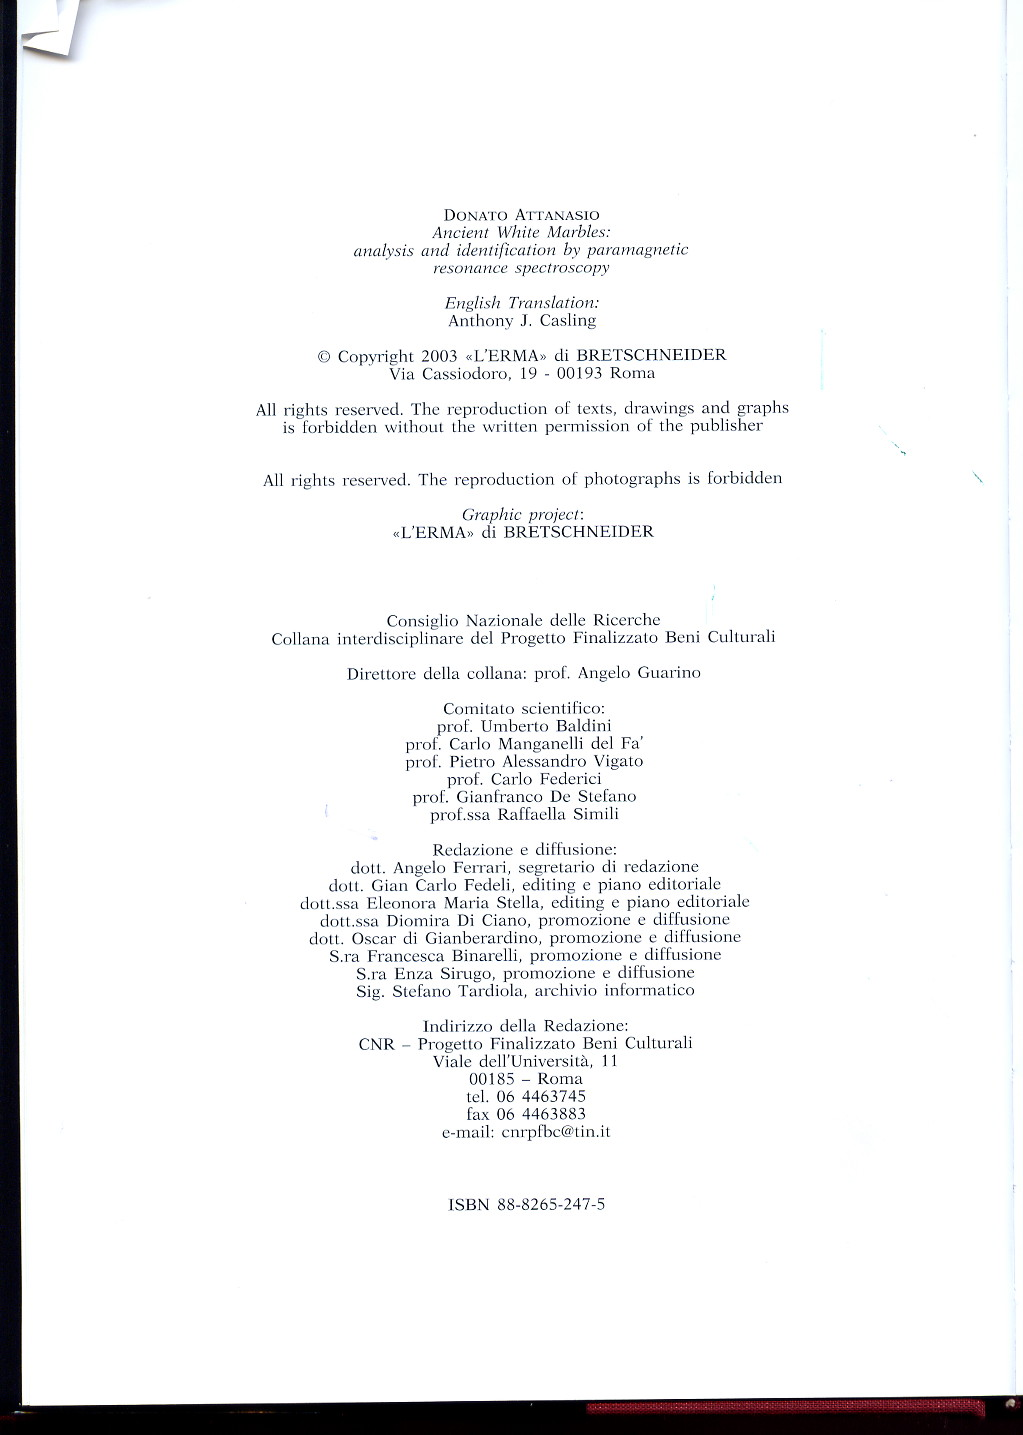 DONATO ATTANASIO
Ancient White Marbles:
analysis and identification by paramagnetic
resonance spectroscopy
English Translation:
Anthony J. Casling
© Copyright 2003 «L'ERMA» di BRETSCHNEIDER
Via Cassiodoro, 19 - 00193 Roma
All rights reserved. The reproduction of texts, drawings and graphs
is forbidden without the written permission of the publisher
All rights reserved. The reproduction of photographs is forbidden
Graphic project:
«L'ERMA» di BRETSCHNEIDER
Consiglio Nazionale delle Ricerche
Collana interdisciplinare del Progetto Finalizzato Beni Culturali
Direttore della collana: prof. Angelo Guarino
Comitato scientifico:
prof. Umberto Baldini
prof. Carlo Manganelli del Fa'
prof. Pietro Alessandro Vigato
prof. Carlo Federici
prof. Gianfranco De Stefano
prof.ssa Raffaella Simili
Redazione e diffusione:
dott. Angelo Ferrari, segretario di redazione
dott. Gian Carlo Fedeli, editing e piano editoriale
dott.ssa Eleonora Maria Stella, editing e piano editoriale
dott.ssa Diomira Di Ciano, promozione e diffusione
dott. Oscar di Gianberardino, promozione e diffusione
S.ra Francesca Binarelli, promozione e diffusione
S.ra Enza Sirugo, promozione e diffusione
Sig. Stefano Tardiola, archivio informatico
Indirizzo della Redazione:
CNR – Progetto Finalizzato Beni Culturali
Viale dell'Università, 11
00185 – Roma
tel. 06 4463745
fax 06 4463883
e-mail: cnrpfbc@tin.it
ISBN 88-8265-247-5